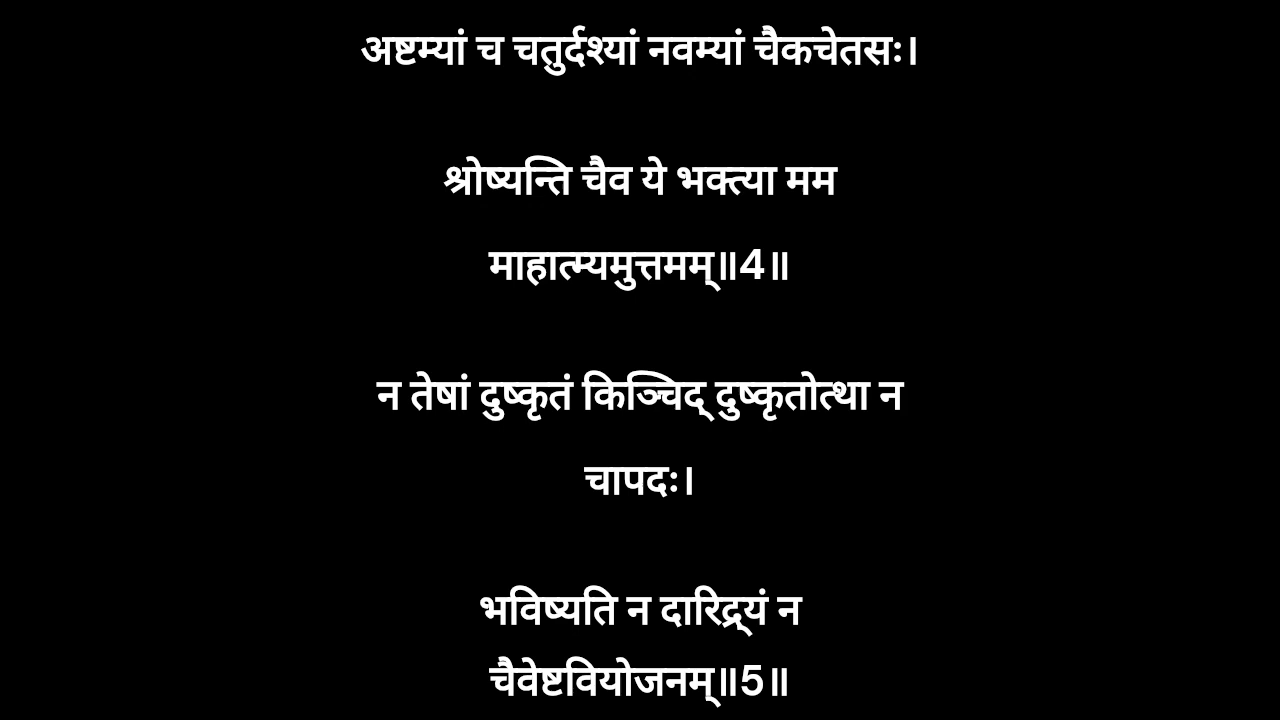 अष्टम्यां च चतुर्दश्यां नवम्यां चैकचेतसः।
श्रोष्यन्ति चैव ये भक्त्या मम
माहात्म्यमुत्तमम्॥4॥
न तेषां दुष्कृतं किञ्चिद् दुष्कृतोत्था न
चापदः।
भविष्यति न दारिद्र्यं न
चैवेष्टवियोजनम्॥5॥